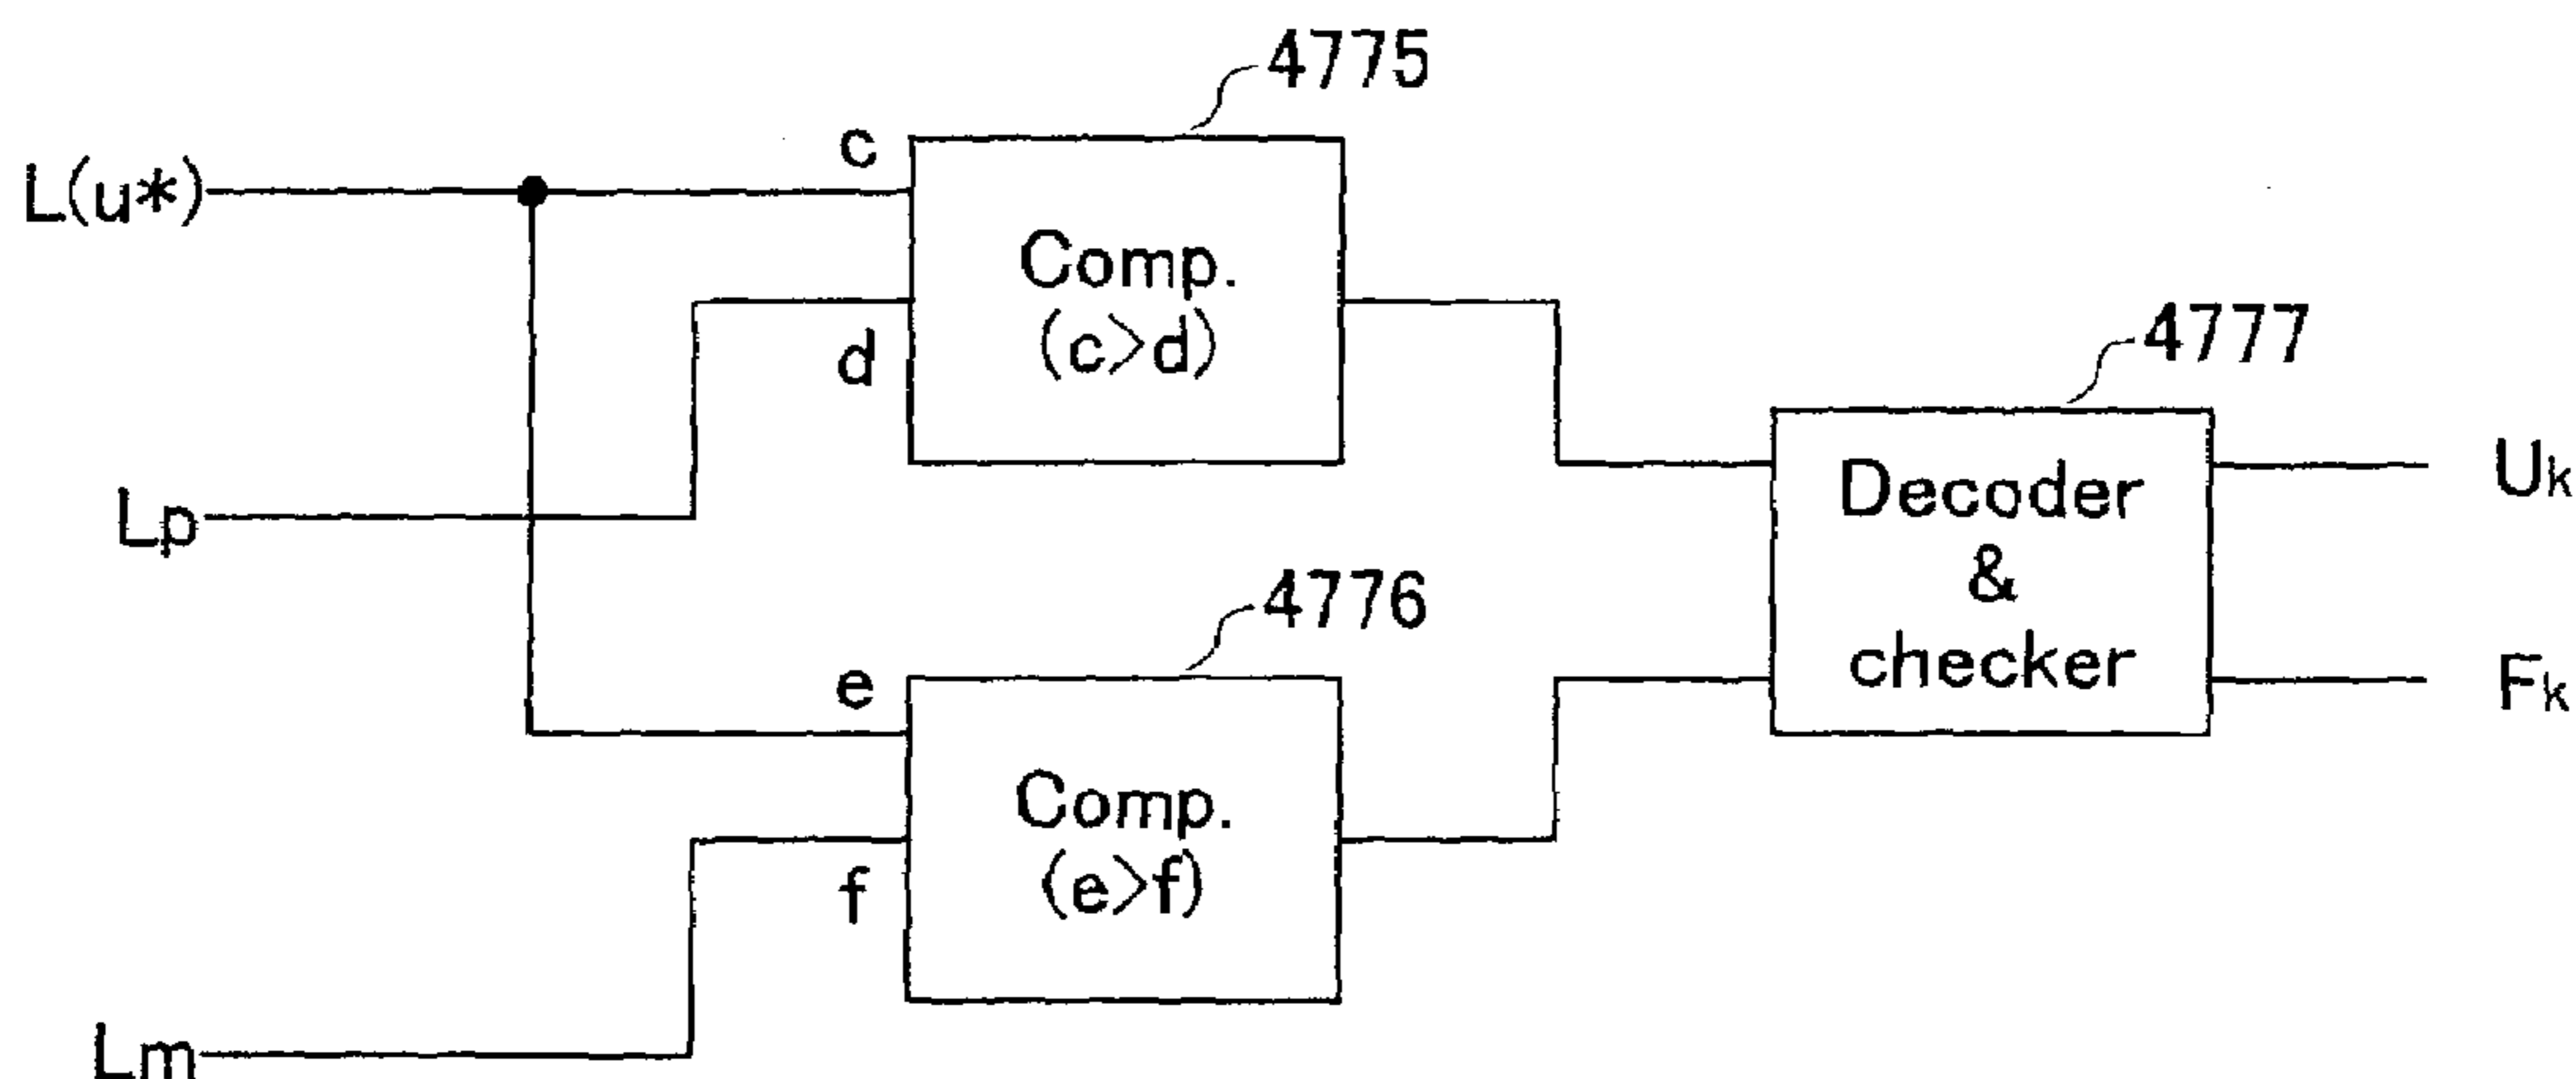 4775
L(u*)
c
Comp.
(c>d)
d
4777
Lp
Decoder
&
checker
Uk
Fk
4776
e
Comp.
(e>f)
f
Lm